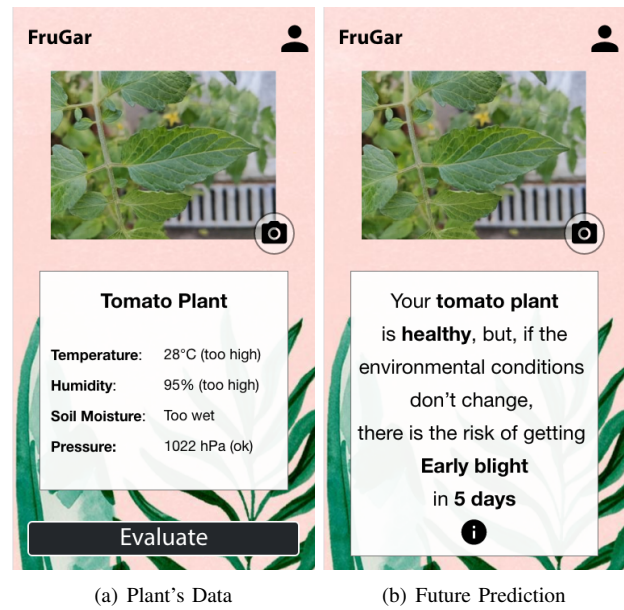 FruGar
Tomato Plant
Temperature: 28°C (too high)
Humidity: 95% (too high)
Soil Moisture: Too wet
Pressure: 1022 hPa (ok)
Evaluate
(a) Plant's Data
FruGar
Your tomato plant
is healthy, but, if the
environmental conditions
don't change,
there is the risk of getting
Early blight
in 5 days
i
(b) Future Prediction